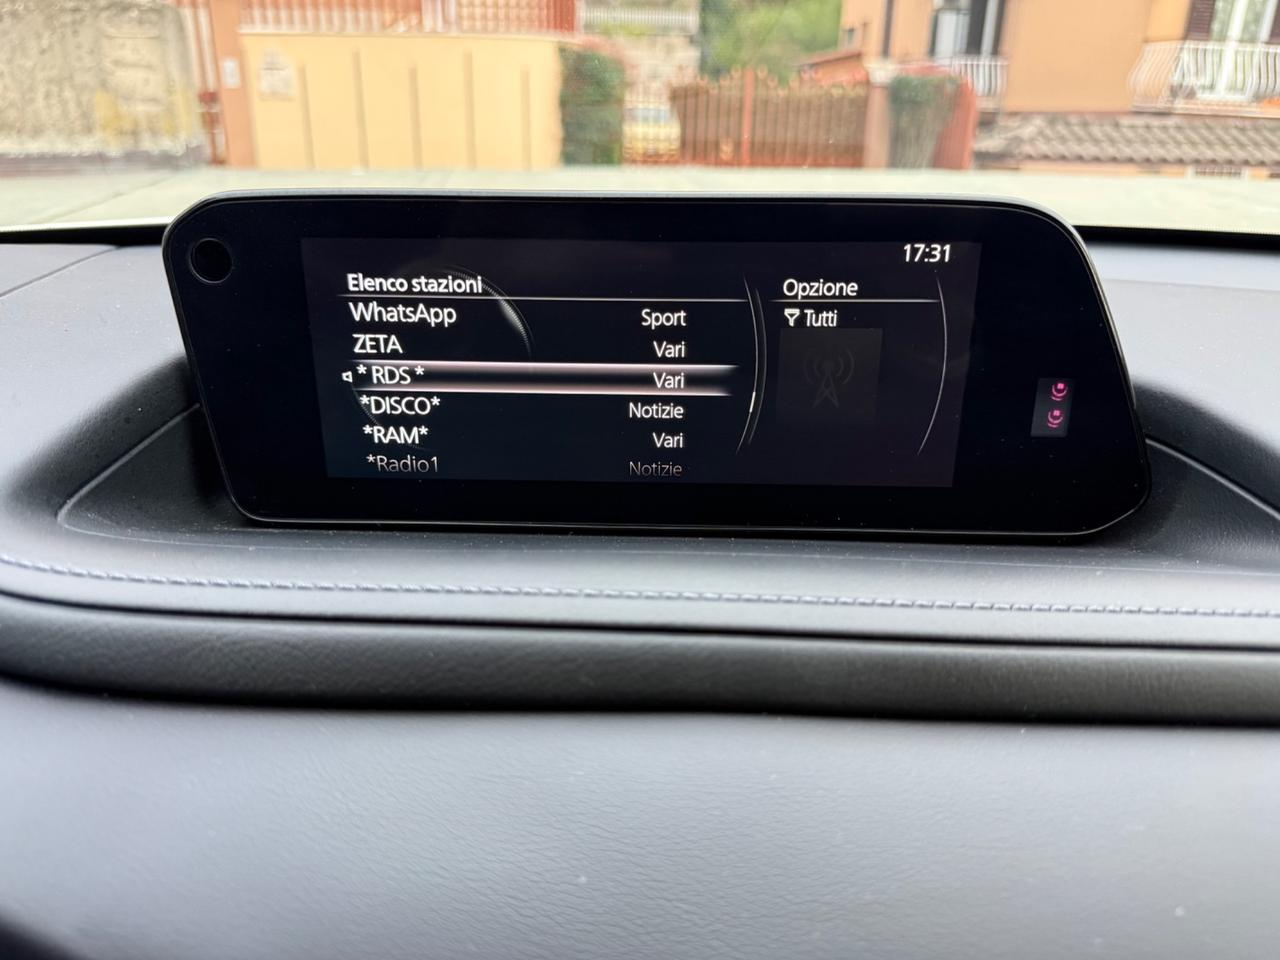 17:31
Elenco stazioni
Opzione
WhatsApp Sport
Tutti
ZETA Vari
* RDS * Vari
*DISCO* Notizie
*RAM* Vari
*Radio1 Notizie